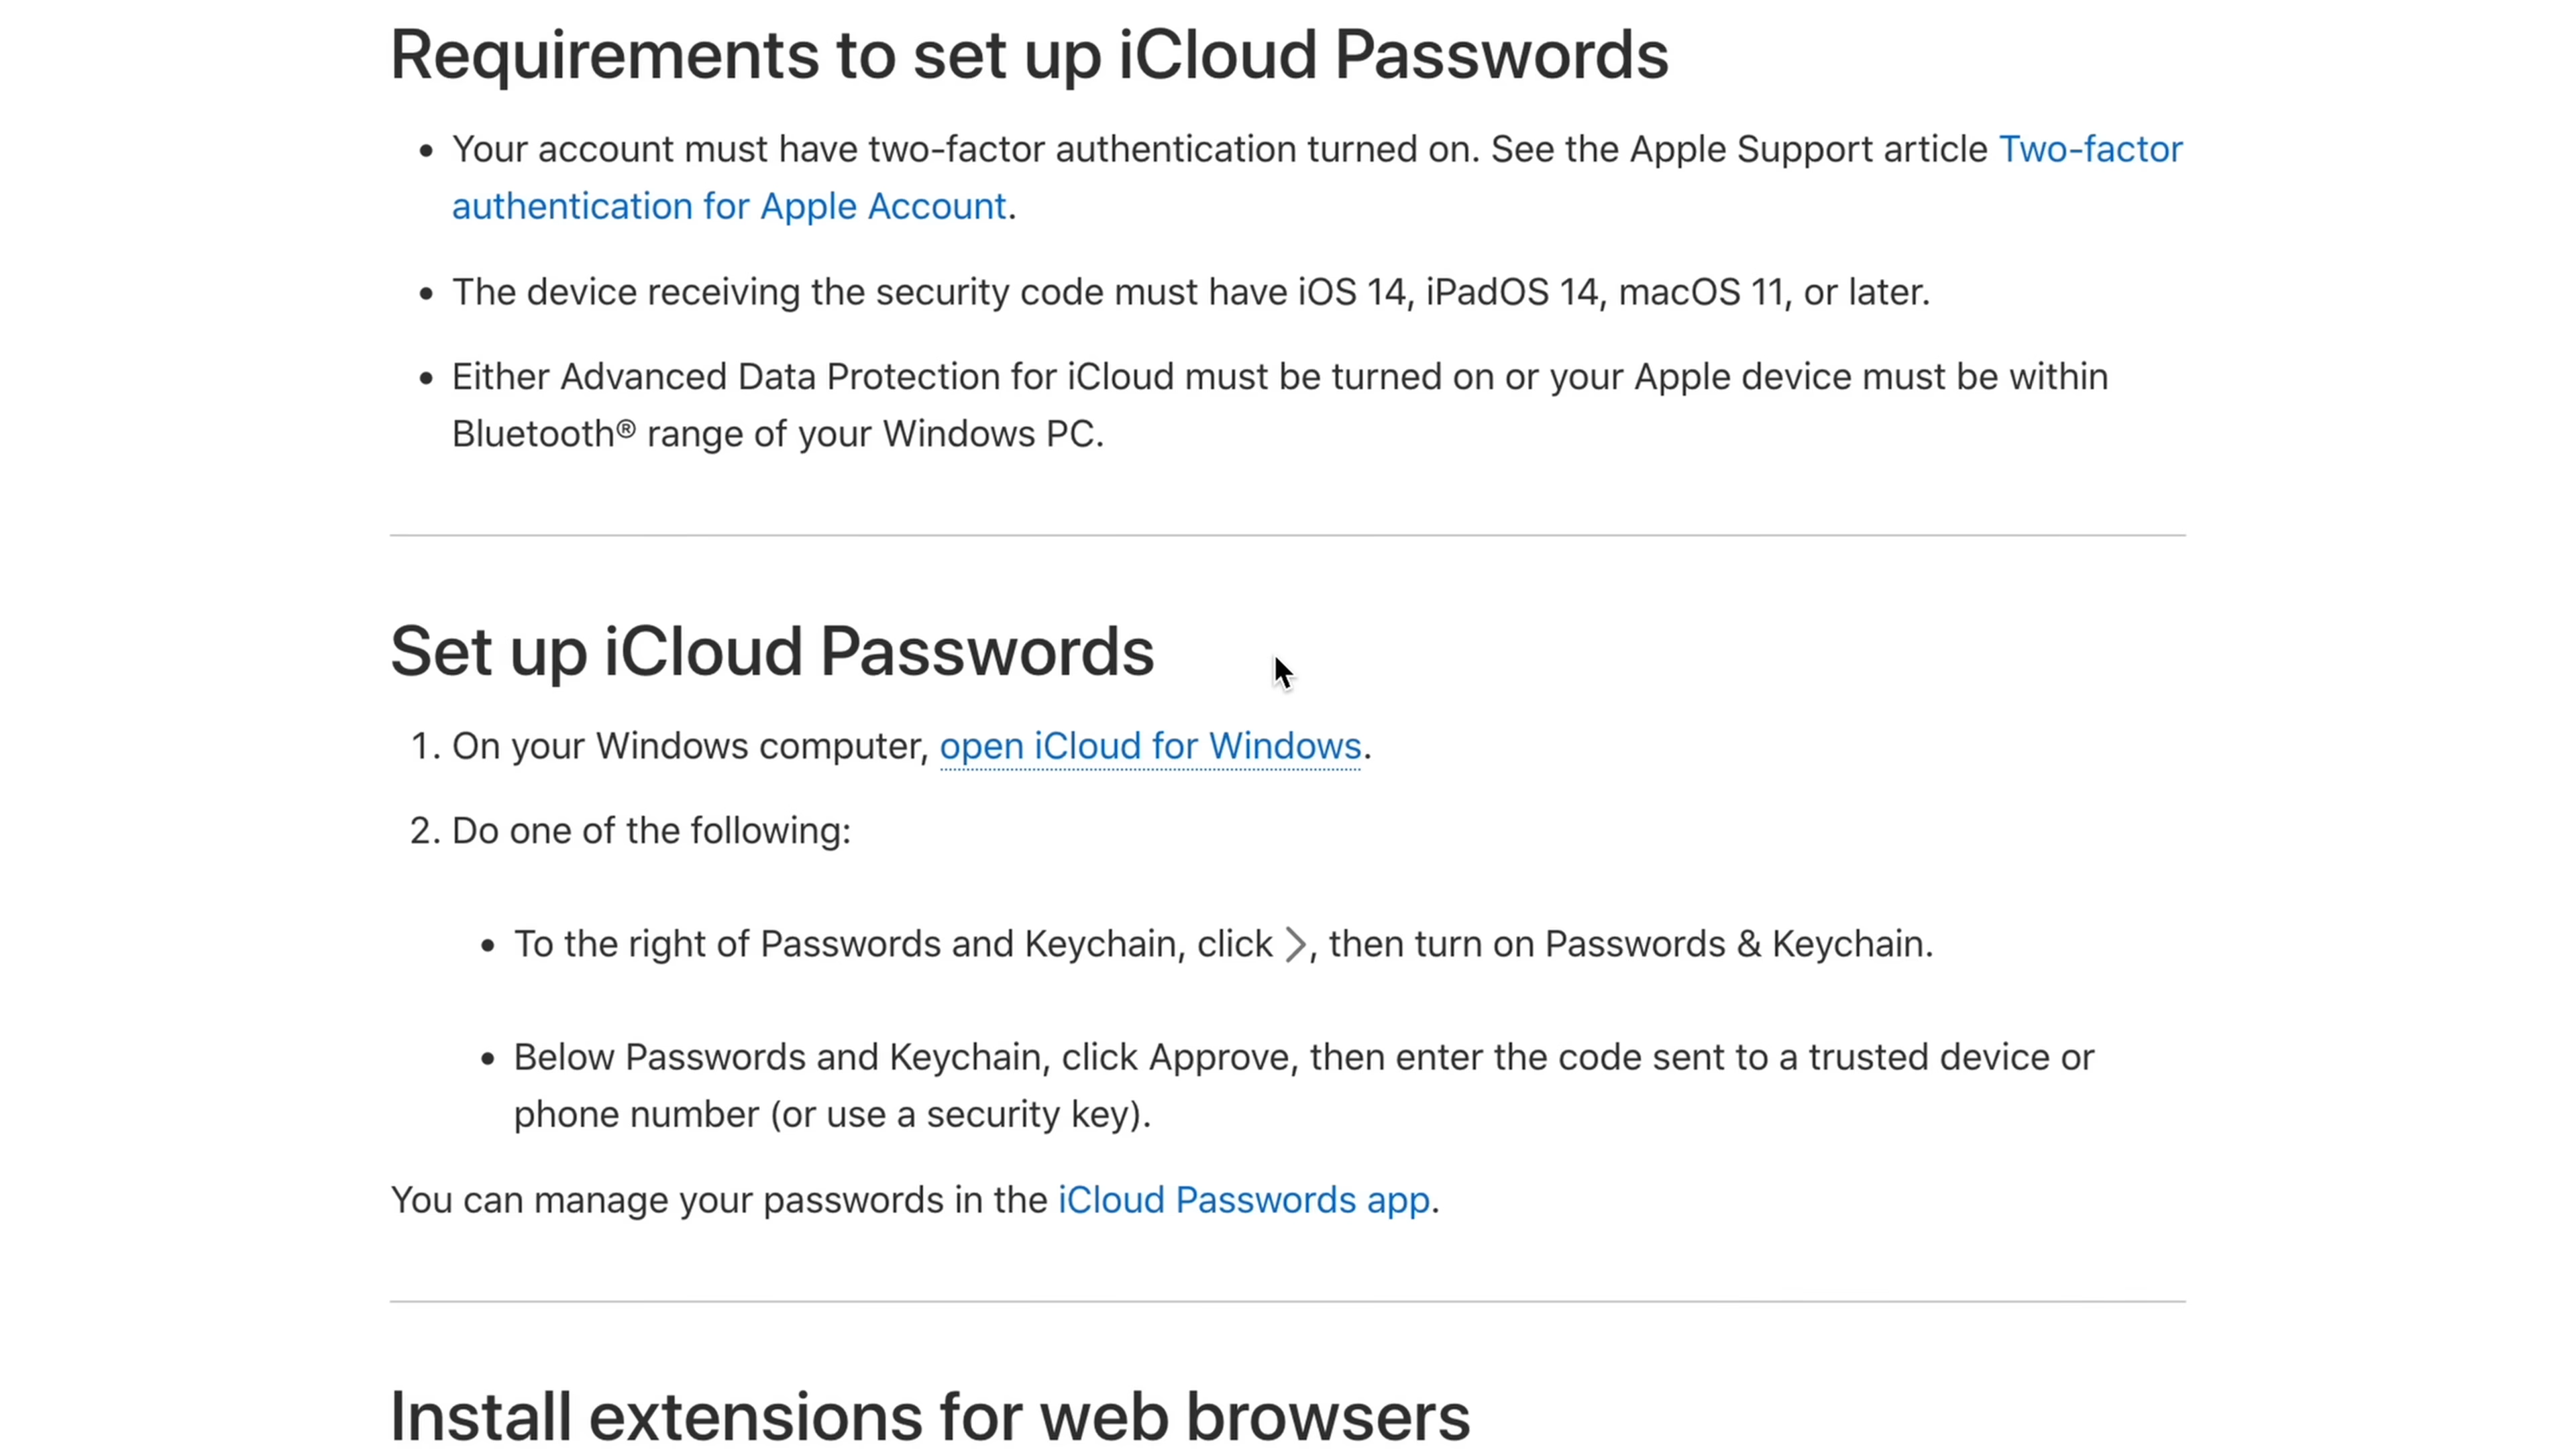 Requirements to set up iCloud Passwords
• Your account must have two-factor authentication turned on. See the Apple Support article Two-factor
authentication for Apple Account.
• The device receiving the security code must have iOS 14, iPadOS 14, macOS 11, or later.
• Either Advanced Data Protection for iCloud must be turned on or your Apple device must be within
Bluetooth® range of your Windows PC.
Set up iCloud Passwords
1. On your Windows computer, open iCloud for Windows.
2. Do one of the following:
• To the right of Passwords and Keychain, click >, then turn on Passwords & Keychain.
• Below Passwords and Keychain, click Approve, then enter the code sent to a trusted device or
phone number (or use a security key).
You can manage your passwords in the iCloud Passwords app.
Install extensions for web browsers